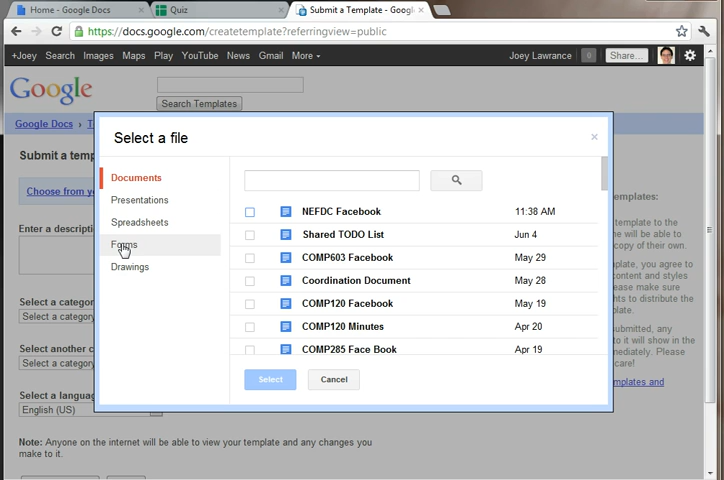 Home - Google Docs
Quiz
Submit a Template - Googl
https://docs.google.com/createtemplate?referringview=public
+Joey Search Images Maps Play YouTube News Gmail More
Joey Lawrance 0 Share...
Google
Search Templates
Google Docs › T
Submit a temp
Choose from yo
Enter a descripti
Select a categor
Select a category
Select another c
Select a category
Select a languag
English (US)
Note: Anyone on the internet will be able to view your template and any changes you
make to it.
Select a file
×
Documents
Presentations
Spreadsheets
Forms
Drawings
NEFDC Facebook 11:38 AM
Shared TODO List Jun 4
COMP603 Facebook May 29
Coordination Document May 28
COMP120 Facebook May 19
COMP120 Minutes Apr 20
COMP285 Face Book Apr 19
Select Cancel
emplates:
template to the
ne will be able to
copy of their own.
plate, you agree to
content and styles
lease make sure
ghts to distribute the
plate.
submitted, any
to it will show in the
mediately. Please
care!
mplates and